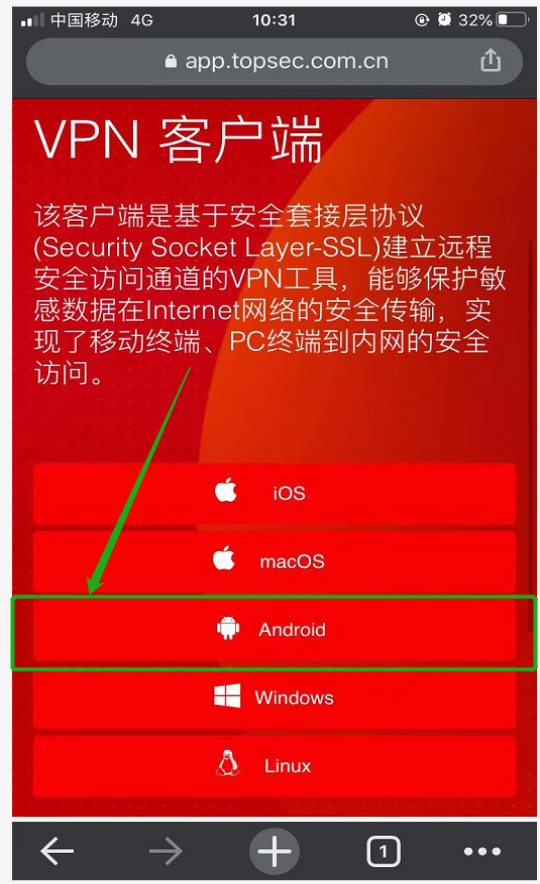 中国移动 4G 10:31 32%
app.topsec.com.cn
VPN 客户端
该客户端是基于安全套接层协议
(Security Socket Layer-SSL)建立远程
安全访问通道的VPN工具，能够保护敏
感数据在Internet网络的安全传输，实
现了移动终端、PC终端到内网的安全
访问。
iOS
macOS
Android
Windows
Linux
1